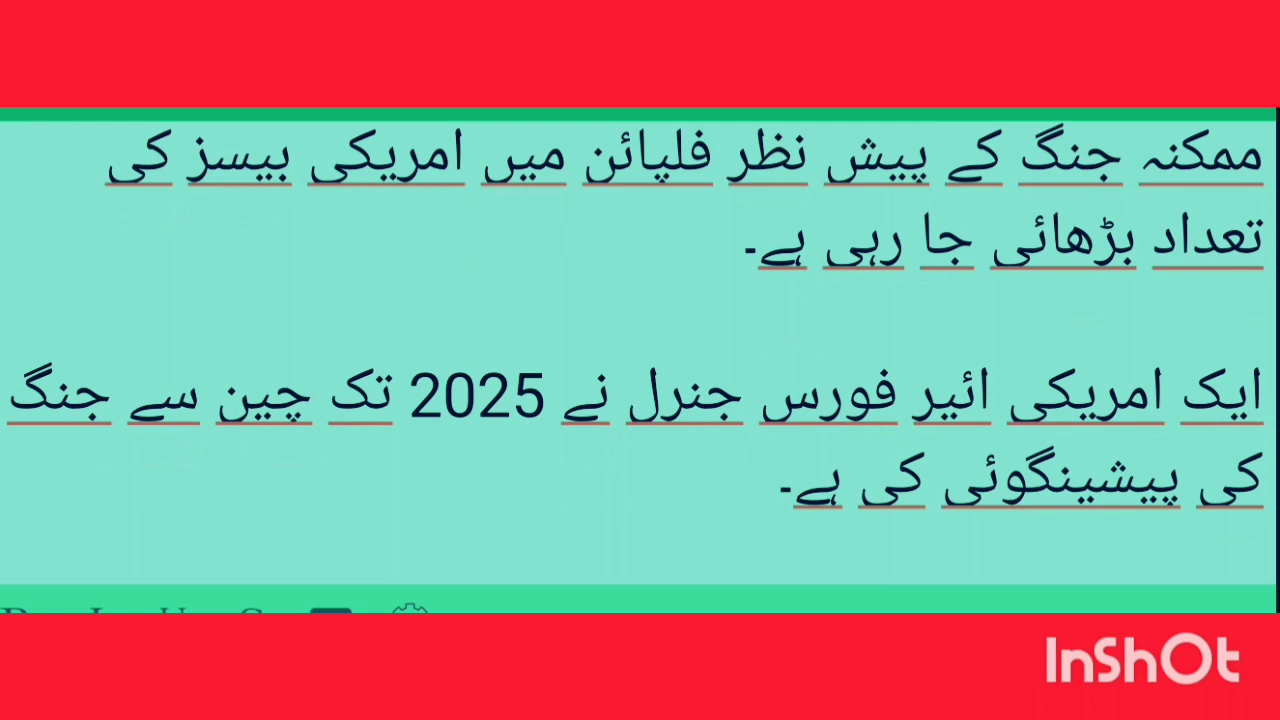 ممکنہ جنگ کے پیش نظر فلپائن میں امریکی بیسز کی
تعداد بڑھائی جا رہی ہے۔
ایک امریکی ائیر فورس جنرل نے 2025 تک چین سے جنگ
کی پیشینگوئی کی ہے۔
InShOt